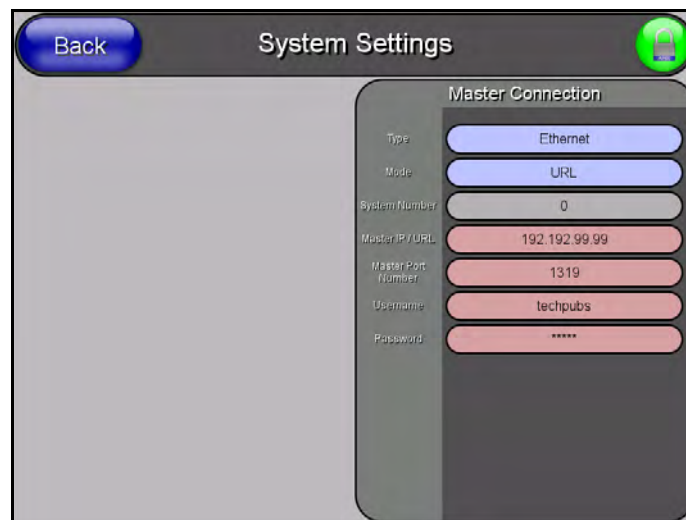 Back
System Settings
Master Connection
Type
Ethernet
Mode
URL
System Number
0
Master IP / URL
192.192.99.99
Master Port
Number
1319
Username
techpubs
Password
*****